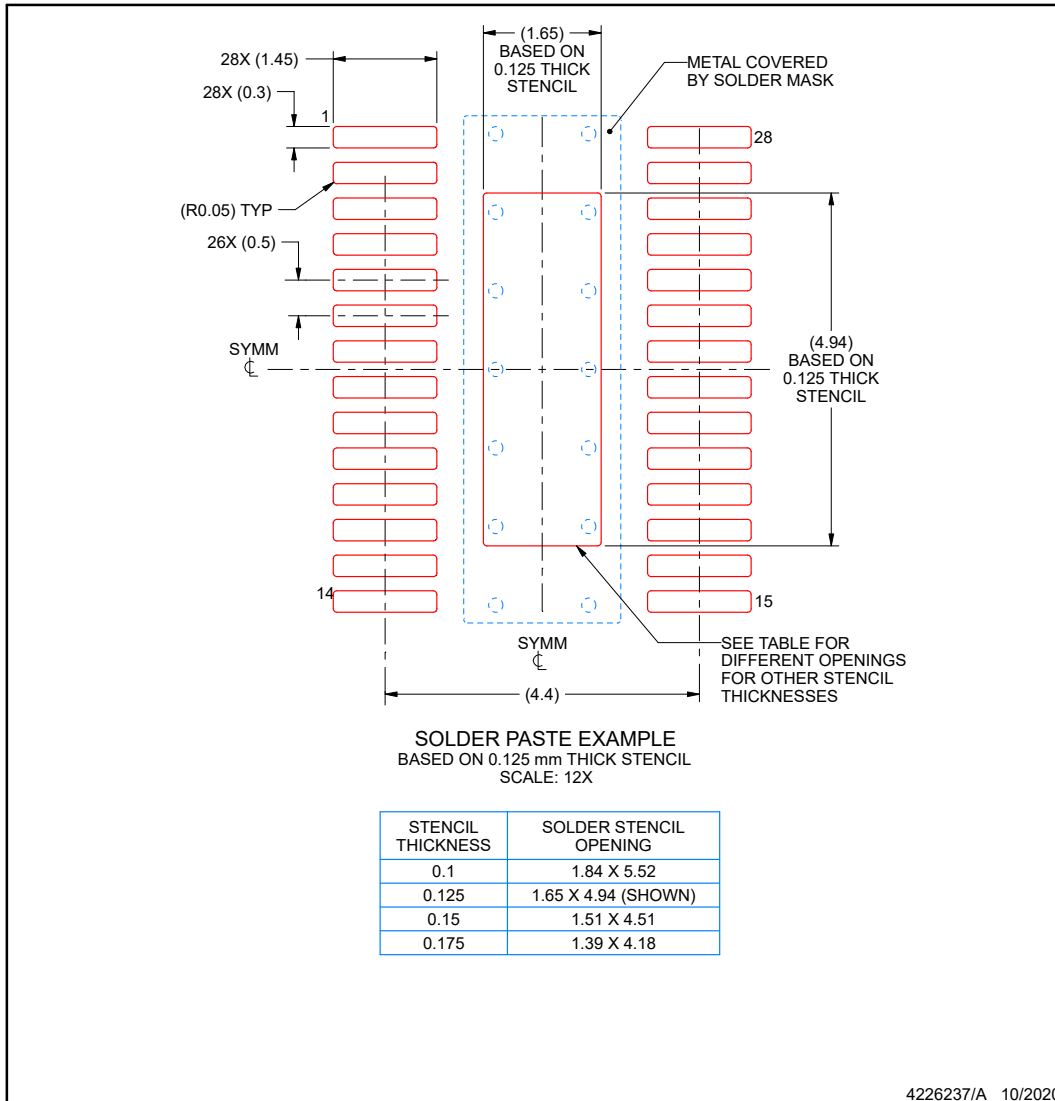 (1.65)
BASED ON
0.125 THICK
STENCIL
28X (1.45)
METAL COVERED
BY SOLDER MASK
28X (0.3)
1
28
(R0.05) TYP
26X (0.5)
SYMM
℄
(4.94)
BASED ON
0.125 THICK
STENCIL
14
15
SYMM
℄
SEE TABLE FOR
DIFFERENT OPENINGS
FOR OTHER STENCIL
THICKNESSES
(4.4)
SOLDER PASTE EXAMPLE
BASED ON 0.125 mm THICK STENCIL
SCALE: 12X
STENCIL
THICKNESS
SOLDER STENCIL
OPENING
0.1
1.84 X 5.52
0.125
1.65 X 4.94 (SHOWN)
0.15
1.51 X 4.51
0.175
1.39 X 4.18
4226237/A 10/2020